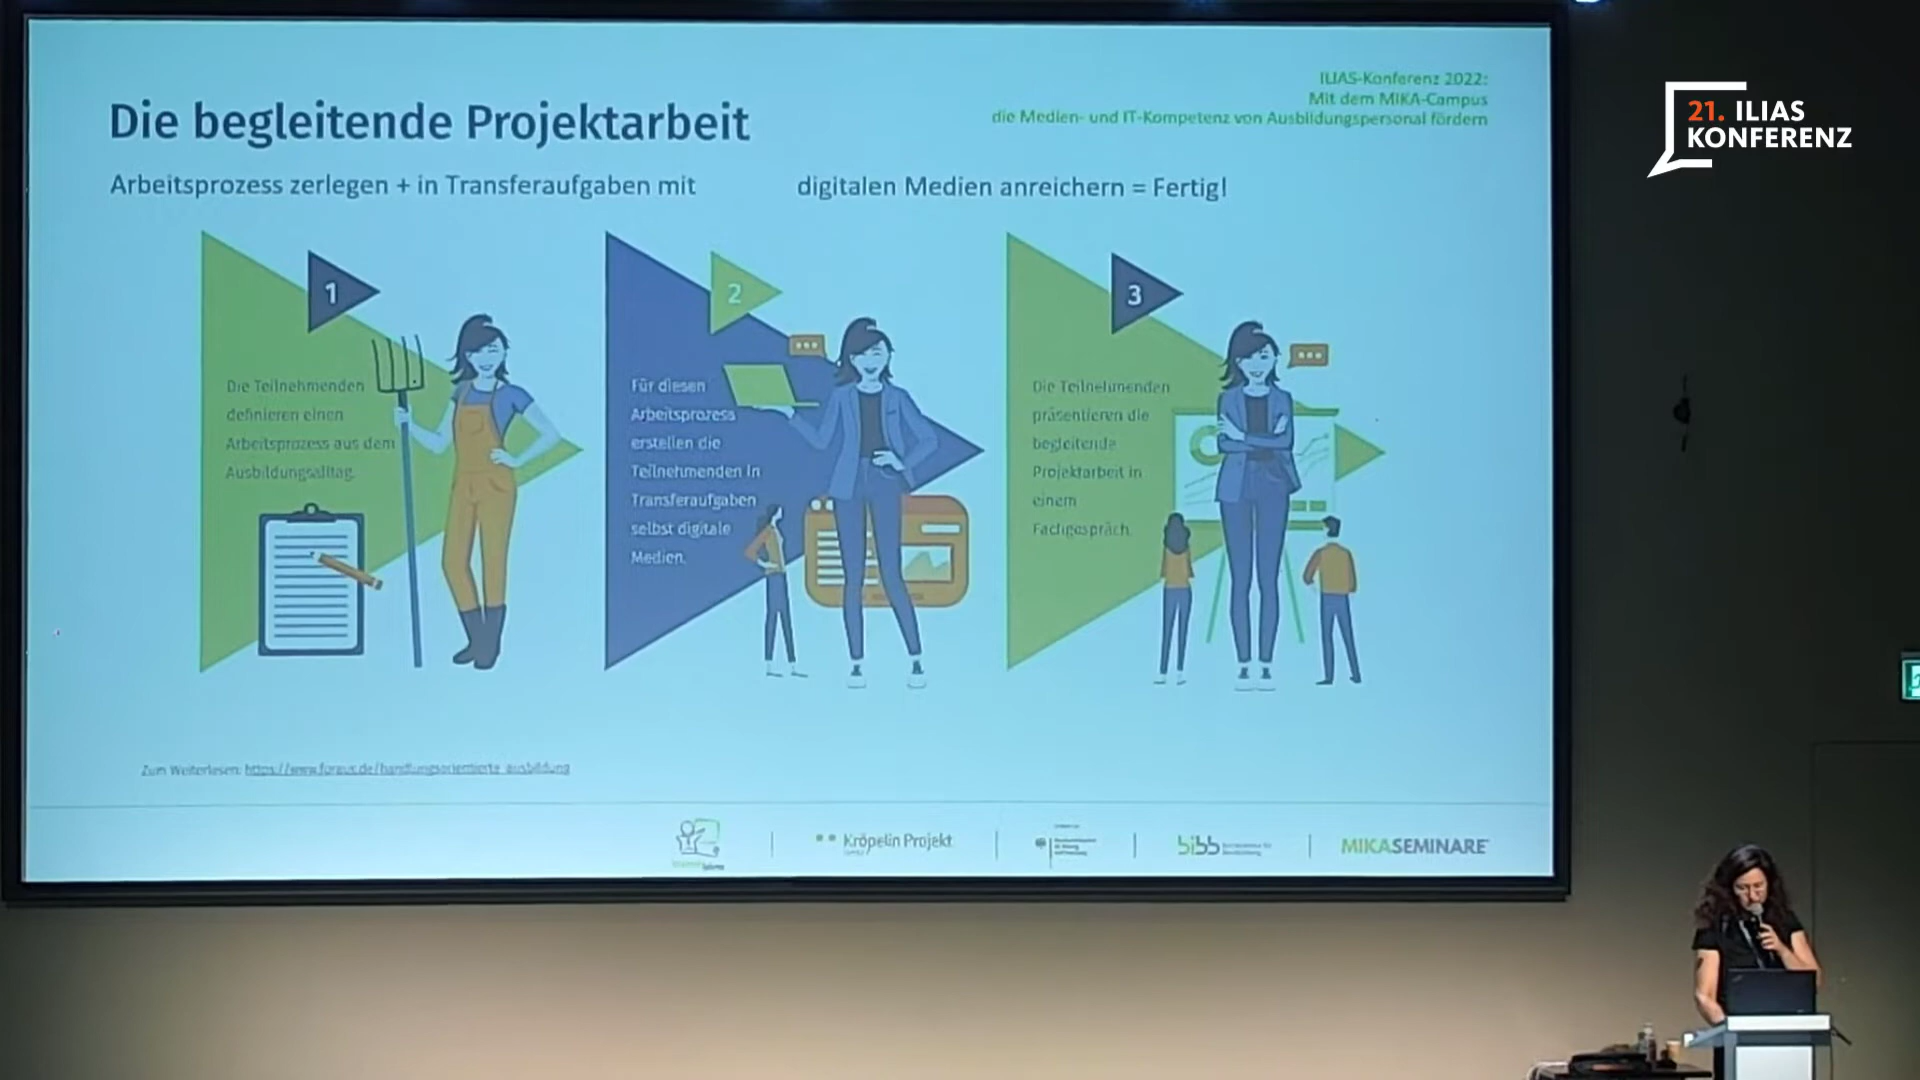 ILIAS-Konferenz 2022:
Mit dem MIKA-Campus
die Medien- und IT-Kompetenz von Ausbildungspersonal fördern
21. ILIAS
KONFERENZ
Die begleitende Projektarbeit
Arbeitsprozess zerlegen + in Transferaufgaben mit digitalen Medien anreichern = Fertig!
1
Die Teilnehmenden
definieren einen
Arbeitsprozess aus dem
Ausbildungsalltag.
2
Für diesen
Arbeitsprozess
erstellen die
Teilnehmenden in
Transferaufgaben
selbst digitale
Medien.
3
Die Teilnehmenden
präsentieren die
begleitende
Projektarbeit in
einem
Fachgespräch.
Zum Weiterlesen: https://www.foraus.de/handlungsorientierte_ausbildung
Kröpelin Projekt
bibb
MIKASEMINARE